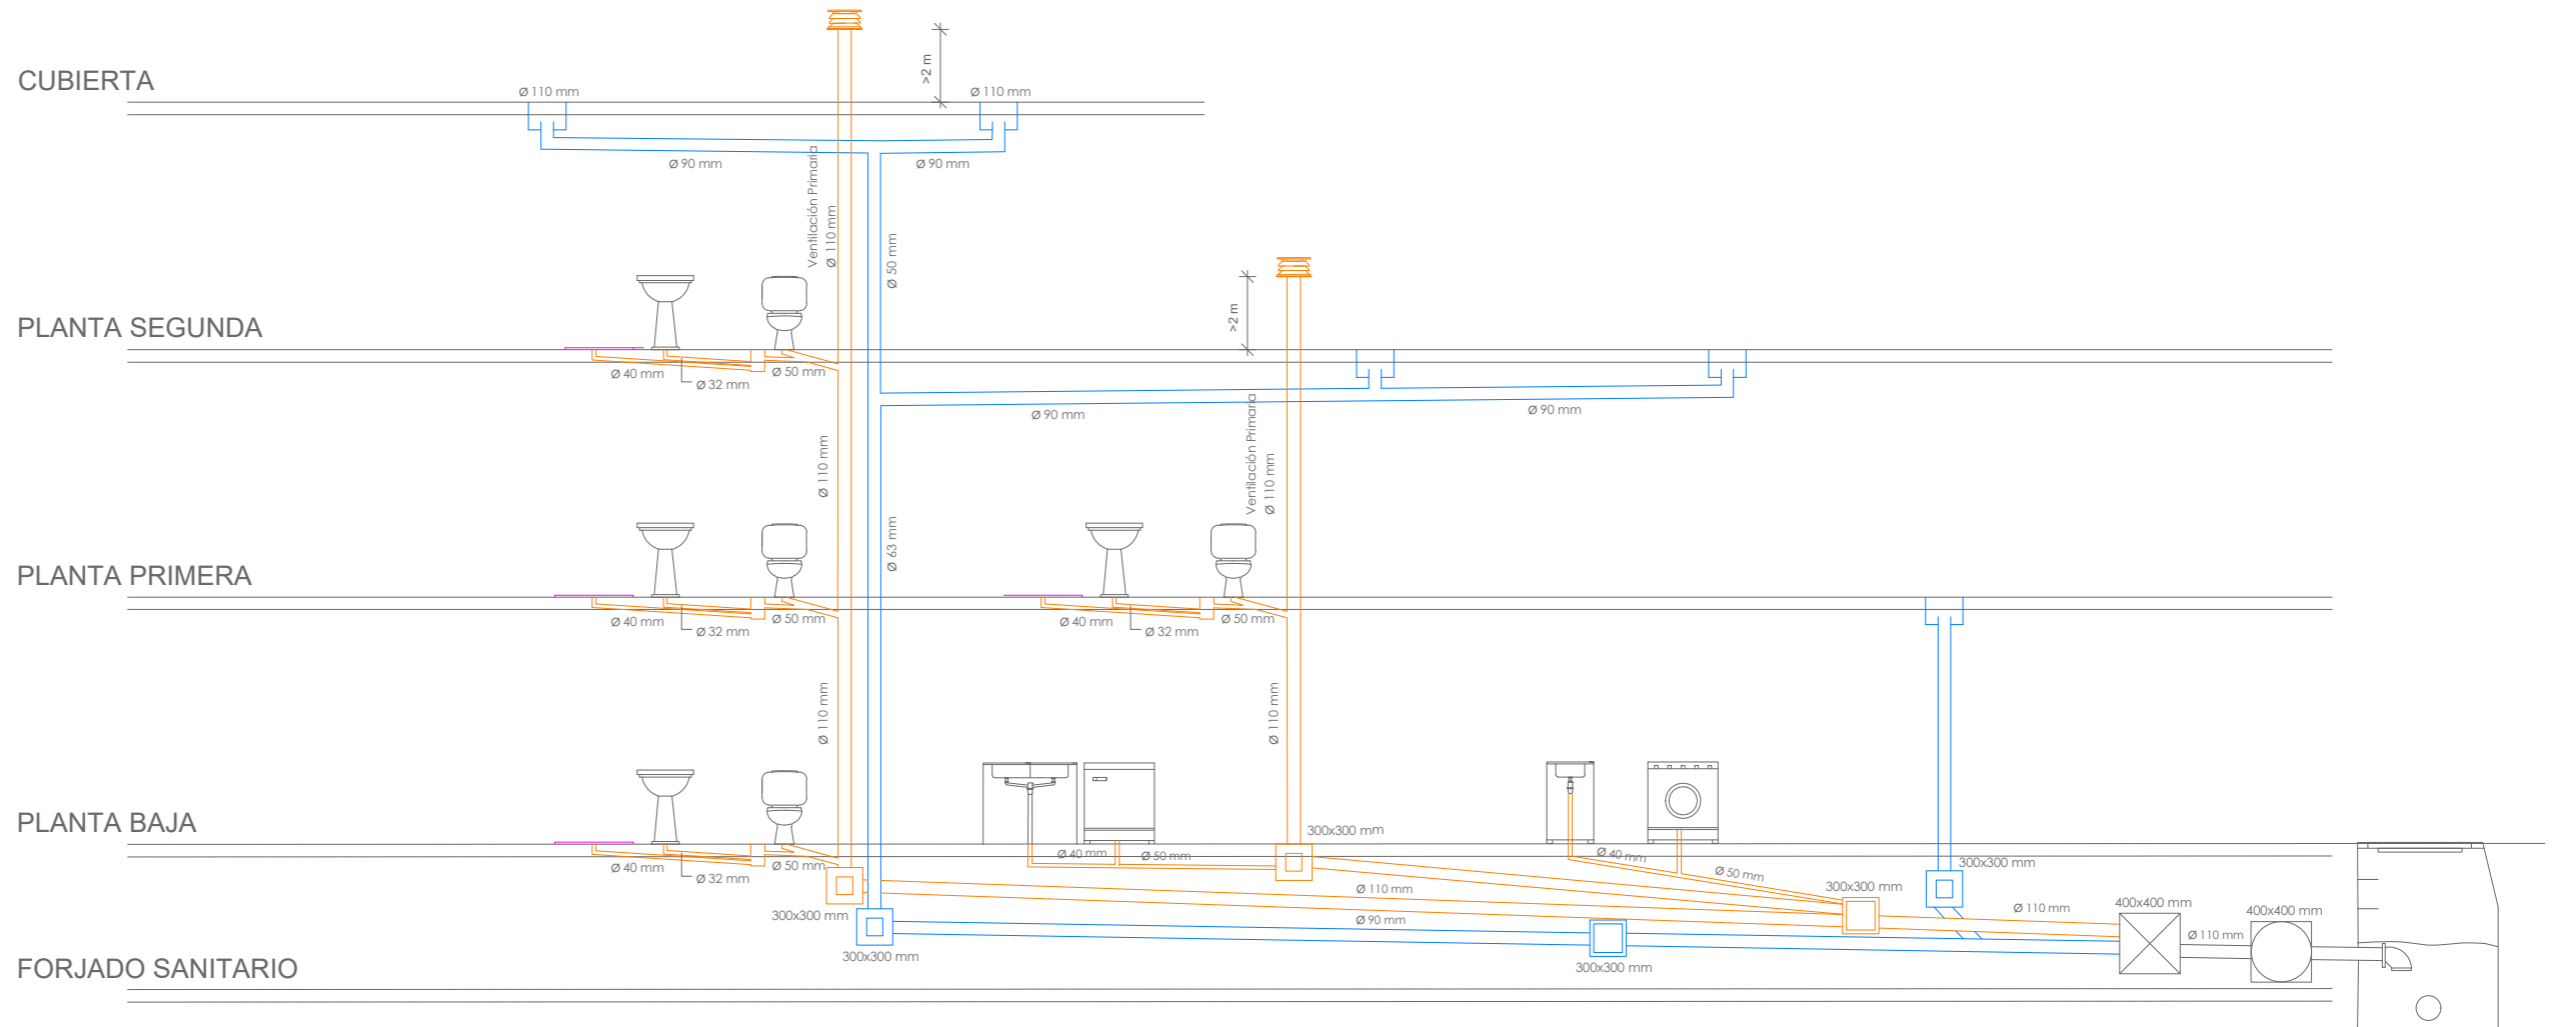 >2 m
CUBIERTA
Ø 110 mm
Ø 110 mm
Ø 90 mm
Ø 90 mm
Ventilación Primaria
Ø 110 mm
Ø 50 mm
>2 m
PLANTA SEGUNDA
Ø 40 mm
Ø 32 mm
Ø 50 mm
Ø 90 mm
Ø 90 mm
Ventilación Primaria
Ø 110 mm
Ø 110 mm
Ø 63 mm
PLANTA PRIMERA
Ø 40 mm
Ø 32 mm
Ø 50 mm
Ø 40 mm
Ø 32 mm
Ø 50 mm
Ø 110 mm
Ø 110 mm
PLANTA BAJA
300x300 mm
Ø 40 mm
Ø 32 mm
Ø 50 mm
Ø 40 mm
Ø 50 mm
Ø 40 mm
Ø 50 mm
300x300 mm
300x300 mm
Ø 110 mm
300x300 mm
Ø 90 mm
Ø 110 mm
400x400 mm
400x400 mm
Ø 110 mm
300x300 mm
300x300 mm
FORJADO SANITARIO